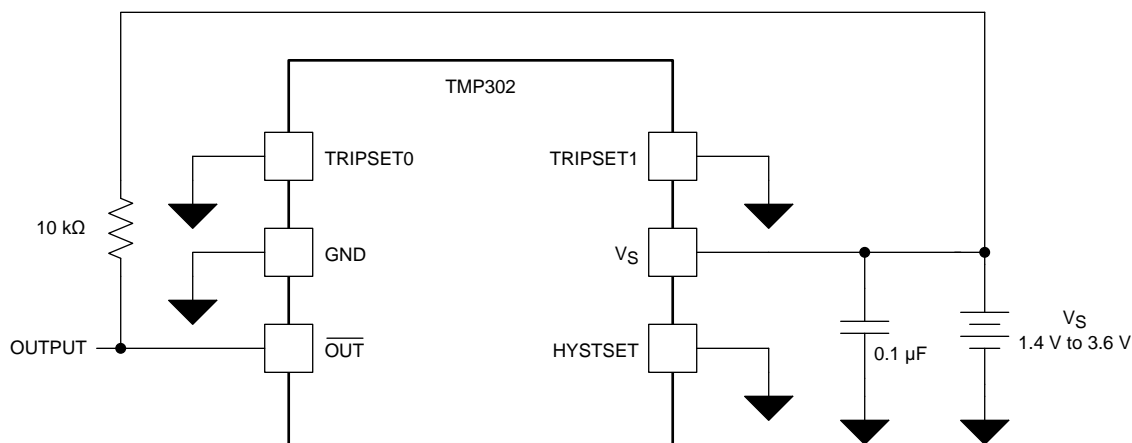 TMP302
TRIPSET0
TRIPSET1
10 kΩ
GND
VS
OUTPUT
OUT
HYSTSET
0.1 µF
VS
1.4 V to 3.6 V